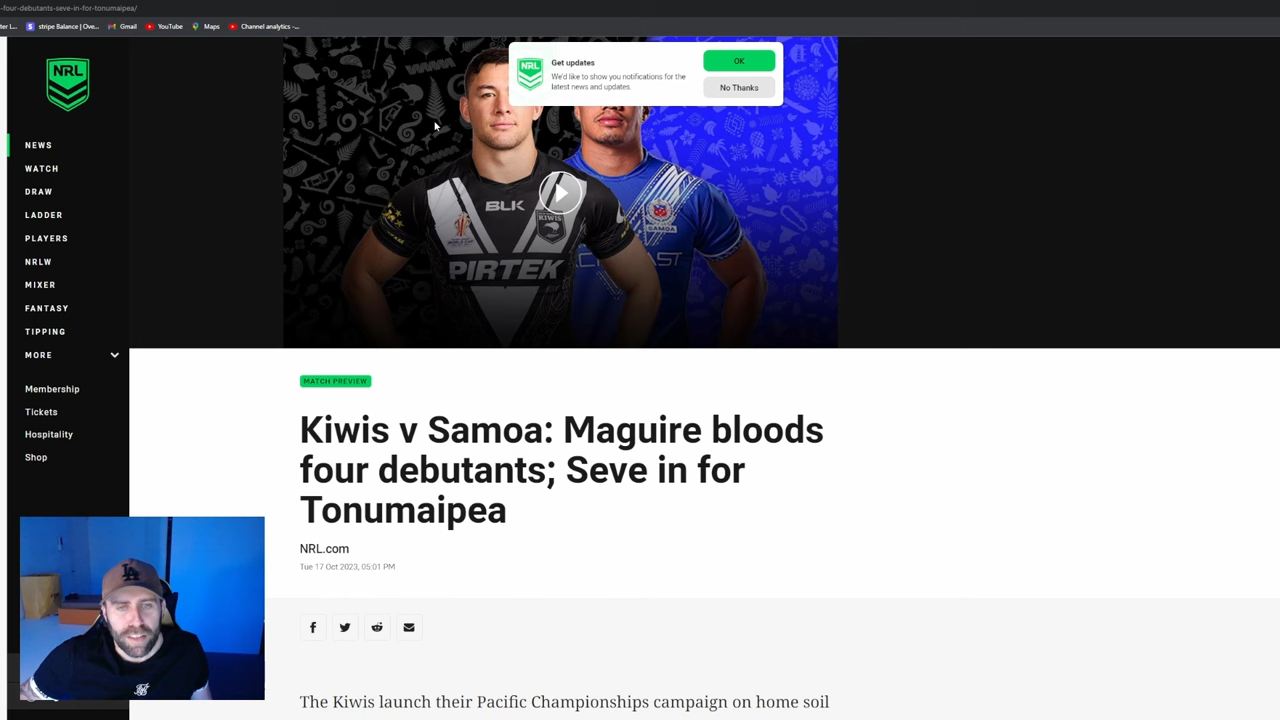 -four-debutants-seve-in-for-tonumaipea/
ter L...
S stripe Balance | Ove...
Gmail
YouTube
Maps
Channel analytics -...
NRL
Get updates
We'd like to show you notifications for the
latest news and updates.
OK
No Thanks
NEWS
WATCH
DRAW
LADDER
PLAYERS
NRLW
MIXER
FANTASY
TIPPING
MORE
Membership
Tickets
Hospitality
Shop
BLK
KIWIS
PIRTEK
SAMOA
MATCH PREVIEW
Kiwis v Samoa: Maguire bloods
four debutants; Seve in for
Tonumaipea
NRL.com
Tue 17 Oct 2023, 05:01 PM
The Kiwis launch their Pacific Championships campaign on home soil
LA